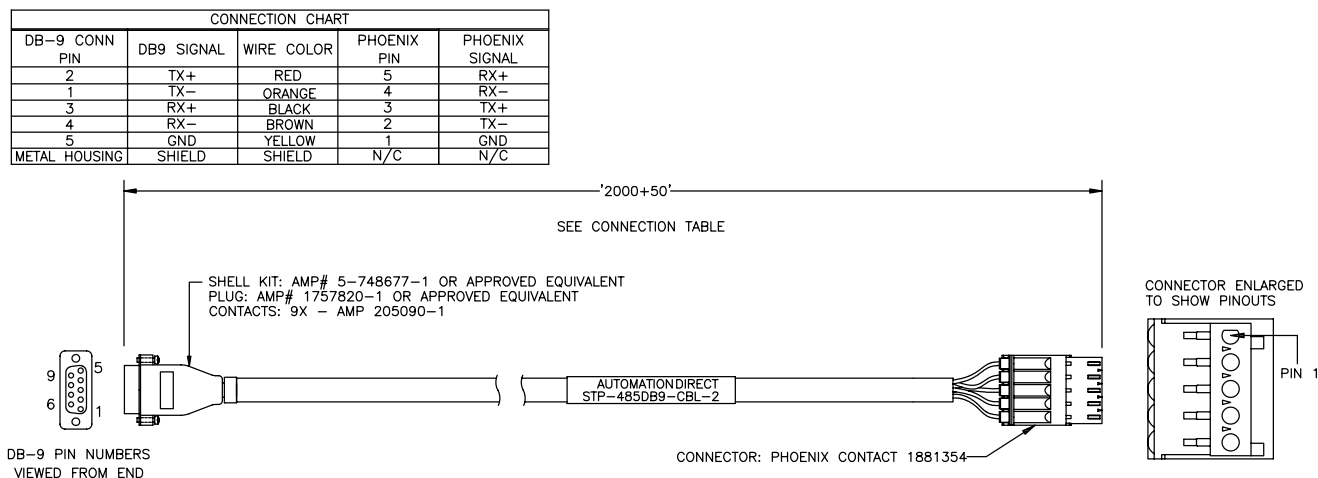 CONNECTION CHART
DB-9 CONN PIN DB9 SIGNAL WIRE COLOR PHOENIX PIN PHOENIX SIGNAL
2 TX+ RED 5 RX+
1 TX- ORANGE 4 RX-
3 RX+ BLACK 3 TX+
4 RX- BROWN 2 TX-
5 GND YELLOW 1 GND
METAL HOUSING SHIELD SHIELD N/C N/C
'2000+50'
SEE CONNECTION TABLE
SHELL KIT: AMP# 5-748677-1 OR APPROVED EQUIVALENT
PLUG: AMP# 1757820-1 OR APPROVED EQUIVALENT
CONTACTS: 9X - AMP 205090-1
CONNECTOR ENLARGED
TO SHOW PINOUTS
9
5
6
1
AUTOMATIONDIRECT
STP-485DB9-CBL-2
PIN 1
DB-9 PIN NUMBERS
VIEWED FROM END
CONNECTOR: PHOENIX CONTACT 1881354